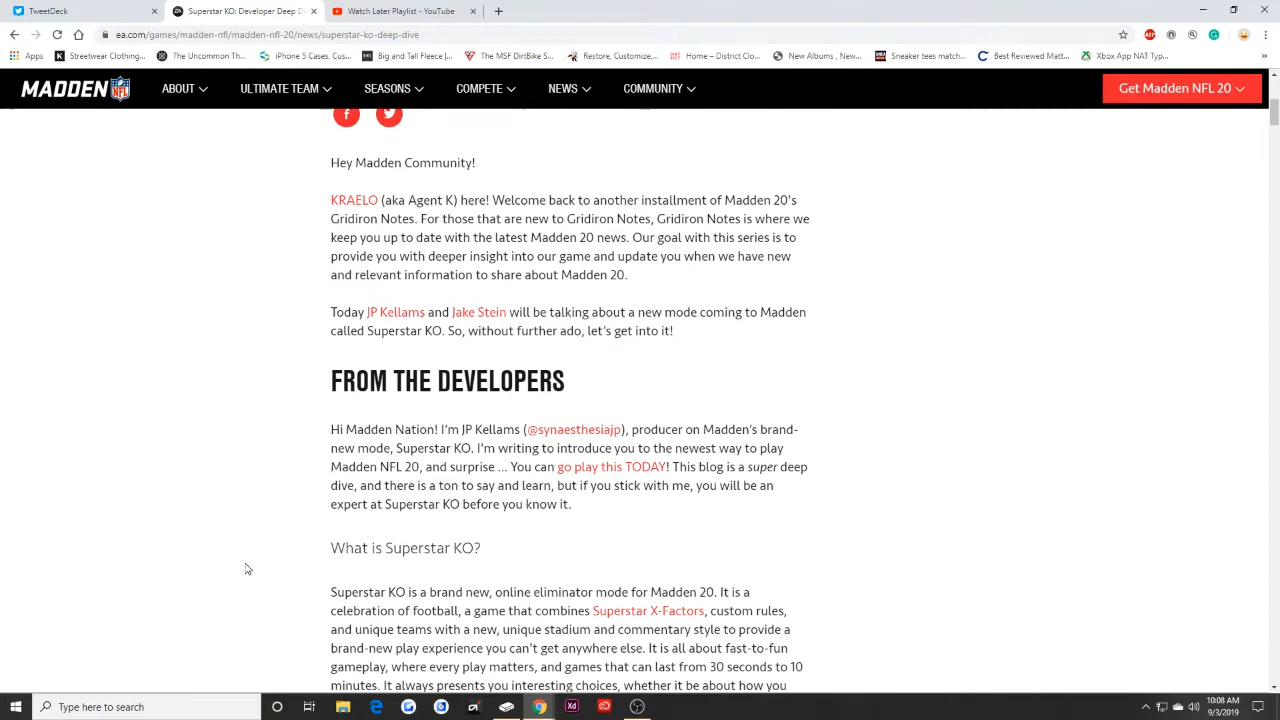 TweetDeck
Superstar KO: Developer Deep Di
Watch Later Playlist - YouTube
ea.com/games/madden-nfl/madden-nfl-20/news/superstar-ko-deep-dive
Apps
Streetwear Clothing...
The Uncommon Th...
iPhone 5 Cases, Cus...
Big and Tall Fleece |...
The MSF DirtBike S...
Restore, Customize,...
Home – District Clo...
New Albums , New...
Sneaker tees matc...
Best Reviewed Matt...
Xbox App NAT Typ...
MADDEN NFL
ABOUT
ULTIMATE TEAM
SEASONS
COMPETE
NEWS
COMMUNITY
Get Madden NFL 20
Hey Madden Community!
KRAELO (aka Agent K) here! Welcome back to another installment of Madden 20's
Gridiron Notes. For those that are new to Gridiron Notes, Gridiron Notes is where we
keep you up to date with the latest Madden 20 news. Our goal with this series is to
provide you with deeper insight into our game and update you when we have new
and relevant information to share about Madden 20.
Today JP Kellams and Jake Stein will be talking about a new mode coming to Madden
called Superstar KO. So, without further ado, let's get into it!
FROM THE DEVELOPERS
Hi Madden Nation! I'm JP Kellams (@synaesthesiajp), producer on Madden's brand-
new mode, Superstar KO. I'm writing to introduce you to the newest way to play
Madden NFL 20, and surprise ... You can go play this TODAY! This blog is a super deep
dive, and there is a ton to say and learn, but if you stick with me, you will be an
expert at Superstar KO before you know it.
What is Superstar KO?
Superstar KO is a brand new, online eliminator mode for Madden 20. It is a
celebration of football, a game that combines Superstar X-Factors, custom rules,
and unique teams with a new, unique stadium and commentary style to provide a
brand-new play experience you can't get anywhere else. It is all about fast-to-fun
gameplay, where every play matters, and games that can last from 30 seconds to 10
minutes. It always presents you interesting choices, whether it be about how you
Type here to search
10:08 AM
9/3/2019